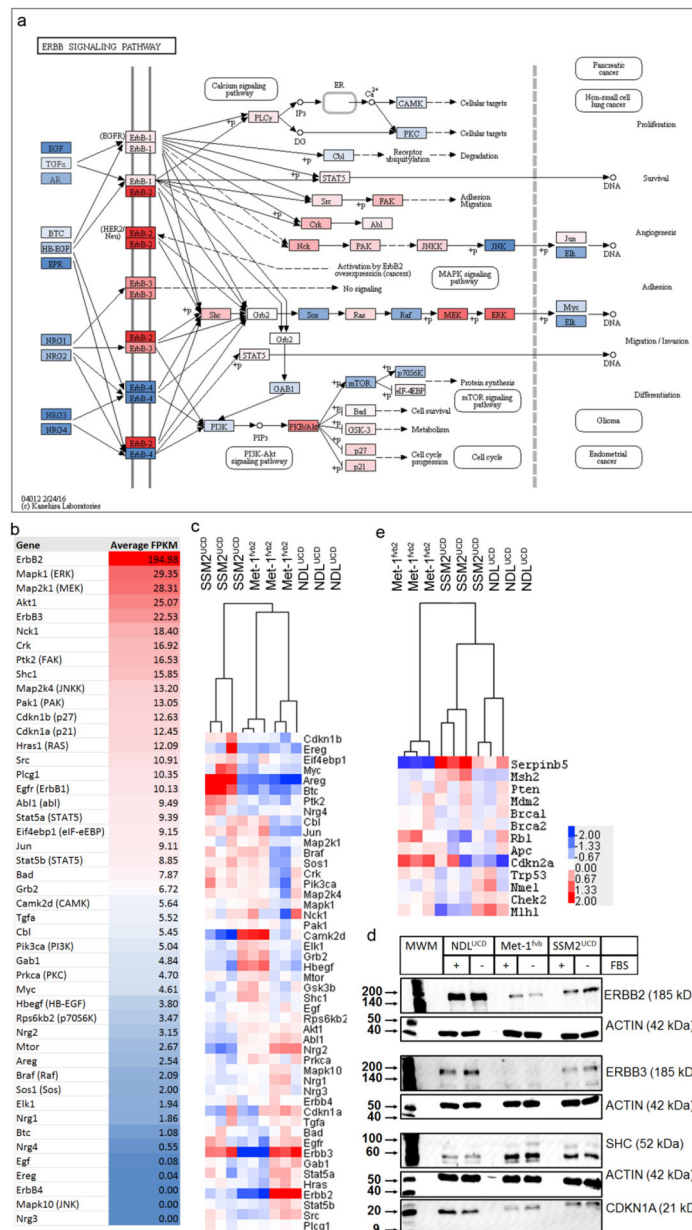 a
ERBB SIGNALING PATHWAY
Calcium signaling
pathway
ER
IP3
Ca2+
DG
PLCγ
CAMK
Cellular targets
PKC
Cellular targets
Cbl
Receptor
ubiquitylation
Degradation
STAT5
DNA
Src
FAK
Adhesion
Migration
Crk
Abl
Nck
PAK
JNKK
JNK
Jun
Elk
DNA
(EGFR)
ErbB-1
ErbB-1
ErbB-1
ErbB-2
(HER2/
Neu)
ErbB-2
ErbB-2
ErbB-3
ErbB-3
ErbB-2
ErbB-3
ErbB-4
ErbB-4
ErbB-2
ErbB-4
EGF
TGFα
AR
BTC
HB-EGF
EPR
NRG1
NRG2
NRG3
NRG4
Activation by ErbB2
overexpression (cancers)
No signaling
MAPK signaling
pathway
Shc
Grb2
Sos
Ras
Raf
MEK
ERK
Myc
Elk
DNA
Grb2
STAT5
DNA
GAB1
mTOR
p70S6K
eIF-4EBP
Protein synthesis
mTOR signaling
pathway
PI3K
PIP3
PKB/Akt
Bad
Cell survival
GSK-3
Metabolism
p27
p21
Cell cycle
progression
Cell cycle
PI3K-Akt
signaling pathway
Pancreatic
cancer
Non-small cell
lung cancer
Proliferation
Survival
Angiogenesis
Adhesion
Migration / Invasion
Differentiation
Glioma
Endometrial
cancer
04012 2/24/16
(c) Kanehisa Laboratories
b
Gene Average FPKM
ErbB2 194.98
Mapk1 (ERK) 29.35
Map2k1 (MEK) 28.31
Akt1 25.07
ErbB3 22.53
Nck1 18.40
Crk 16.92
Ptk2 (FAK) 16.53
Shc1 15.85
Map2k4 (JNKK) 13.20
Pak1 (PAK) 13.05
Cdkn1b (p27) 12.63
Cdkn1a (p21) 12.45
Hras1 (RAS) 12.09
Src 10.91
Plcg1 10.35
Egfr (ErbB1) 10.13
Abl1 (abl) 9.49
Stat5a (STAT5) 9.39
Eif4ebp1 (eIF-eEBP) 9.15
Jun 9.11
Stat5b (STAT5) 8.85
Bad 7.87
Grb2 6.72
Camk2d (CAMK) 5.64
Tgfa 5.52
Cbl 5.45
Pik3ca (PI3K) 5.04
Gab1 4.84
Prkca (PKC) 4.70
Myc 4.61
Hbegf (HB-EGF) 3.80
Rps6kb2 (p70S6K) 3.47
Nrg2 3.15
Mtor 2.67
Areg 2.54
Braf (Raf) 2.09
Sos1 (Sos) 2.00
Elk1 1.94
Nrg1 1.86
Btc 1.08
Nrg4 0.55
Egf 0.08
Ereg 0.04
ErbB4 0.00
Mapk10 (JNK) 0.00
Nrg3 0.00
c
SSM2UCD
SSM2UCD
SSM2UCD
Met-1fvb2
Met-1fvb2
Met-1fvb2
NDLUCD
NDLUCD
NDLUCD
Cdkn1b
Ereg
Eif4ebp1
Myc
Areg
Btc
Ptk2
Nrg4
Cbl
Jun
Map2k1
Braf
Sos1
Crk
Pik3ca
Map2k4
Mapk1
Nck1
Pak1
Camk2d
Elk1
Grb2
Hbegf
Mtor
Gsk3b
Shc1
Egf
Rps6kb2
Akt1
Abl1
Nrg2
Prkca
Mapk10
Nrg1
Nrg3
Erbb4
Cdkn1a
Tgfa
Bad
Egfr
Erbb3
Gab1
Stat5a
Hras
Erbb2
Stat5b
Src
Plcg1
e
Met-1fvb2
Met-1fvb2
Met-1fvb2
SSM2UCD
SSM2UCD
SSM2UCD
NDLUCD
NDLUCD
NDLUCD
Serpinb5
Msh2
Pten
Mdm2
Brca1
Brca2
Rb1
Apc
Cdkn2a
Trp53
Nme1
Chek2
Mlh1
-2.00
-1.33
-0.67
0.00
0.67
1.33
2.00
d
MWM NDLUCD Met-1fvb SSM2UCD
+ - + - + - FBS
200
140
ERBB2 (185 kD
50
40
ACTIN (42 kDa)
200
140
ERBB3 (185 kD
50
40
ACTIN (42 kDa)
100
60
SHC (52 kDa)
50
40
ACTIN (42 kDa)
20
9
CDKN1A (21 kD